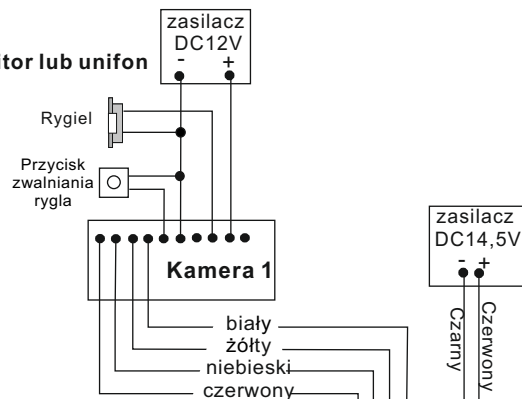 zasilacz
DC12V
- +
itor lub unifon
Rygiel
Przycisk
zwalniania
rygla
Kamera 1
zasilacz
DC14,5V
- +
Czarny
Czerwony
biały
żółty
niebieski
czerwony